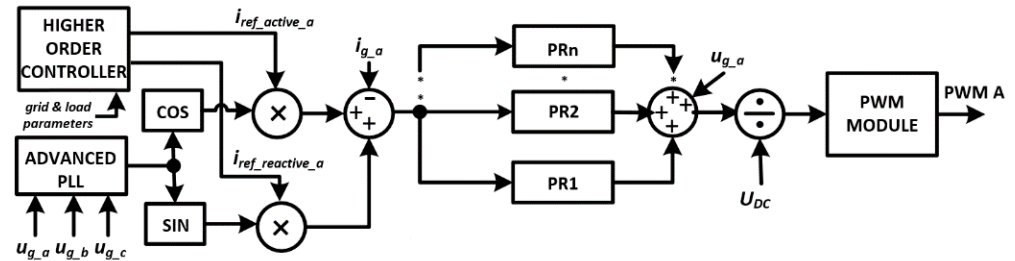 HIGHER
ORDER
CONTROLLER
i_ref_active_a
i_g_a
PRn
u_g_a
grid & load
parameters
COS
×
-
+
+
*
*
*
PR2
*
+
+
+
+
÷
PWM
MODULE
PWM A
ADVANCED
PLL
i_ref_reactive_a
PR1
U_DC
SIN
×
u_g_a u_g_b u_g_c